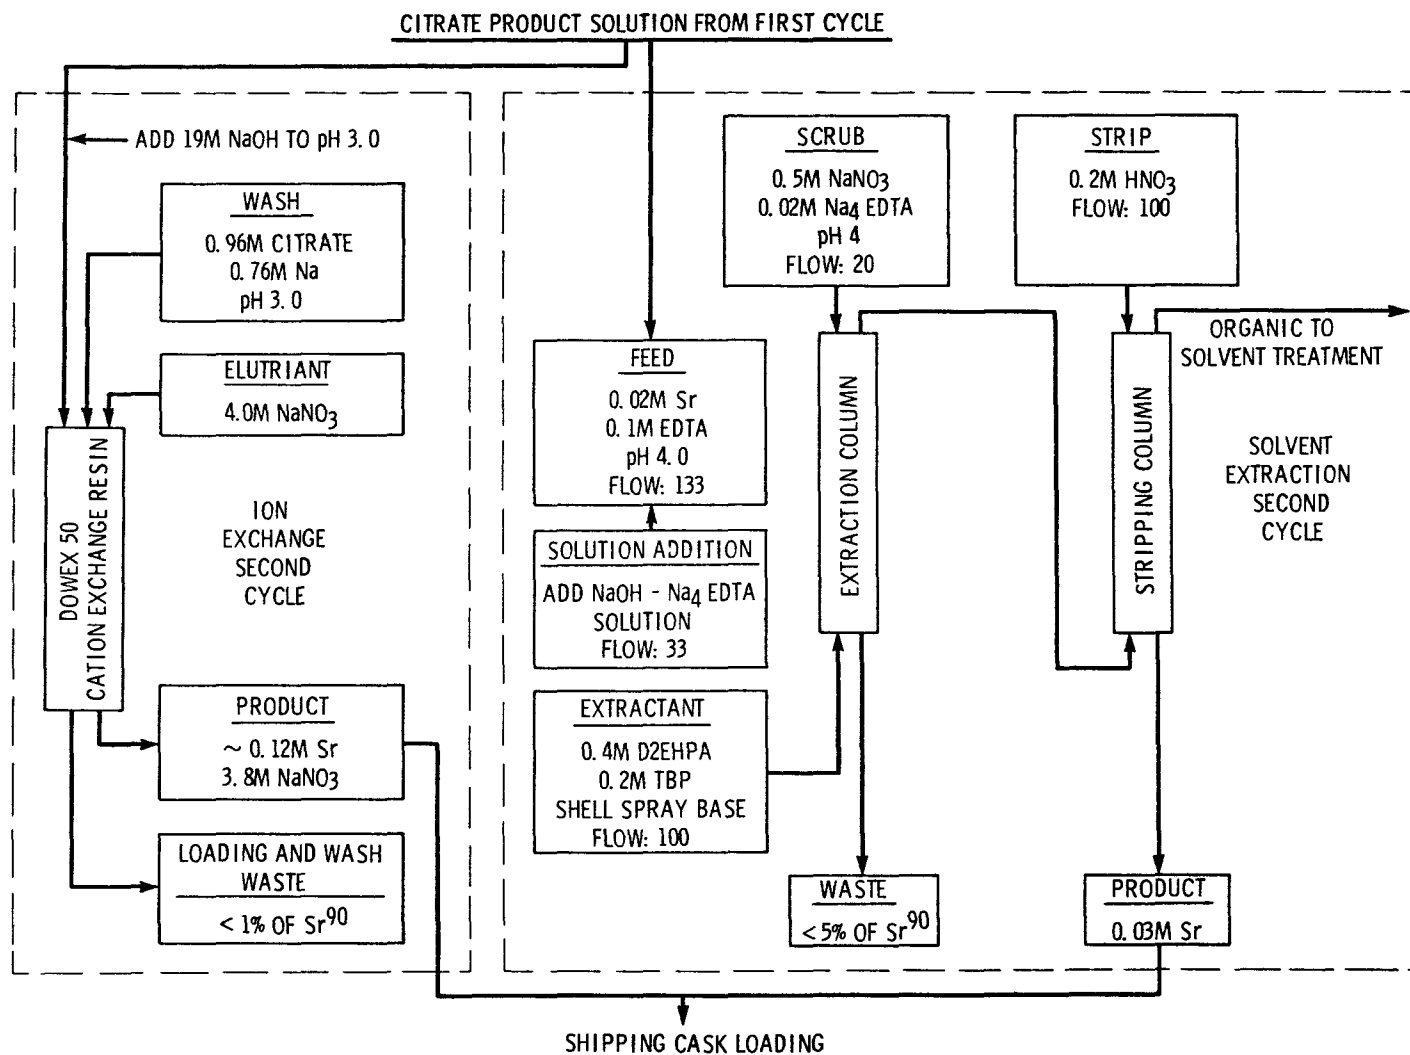 CITRATE PRODUCT SOLUTION FROM FIRST CYCLE
ADD 19M NaOH TO pH 3.0
WASH
0.96M CITRATE
0.76M Na
pH 3.0
ELUTRIANT
4.0M NaNO3
DOWEX 50
CATION EXCHANGE RESIN
ION
EXCHANGE
SECOND
CYCLE
PRODUCT
~ 0.12M Sr
3.8M NaNO3
LOADING AND WASH
WASTE
< 1% OF Sr90
SCRUB
0.5M NaNO3
0.02M Na4 EDTA
pH 4
FLOW: 20
STRIP
0.2M HNO3
FLOW: 100
FEED
0.02M Sr
0.1M EDTA
pH 4.0
FLOW: 133
SOLUTION ADDITION
ADD NaOH - Na4 EDTA
SOLUTION
FLOW: 33
EXTRACTANT
0.4M D2EHPA
0.2M TBP
SHELL SPRAY BASE
FLOW: 100
EXTRACTION COLUMN
STRIPPING COLUMN
ORGANIC TO
SOLVENT TREATMENT
SOLVENT
EXTRACTION
SECOND
CYCLE
WASTE
< 5% OF Sr90
PRODUCT
0.03M Sr
SHIPPING CASK LOADING